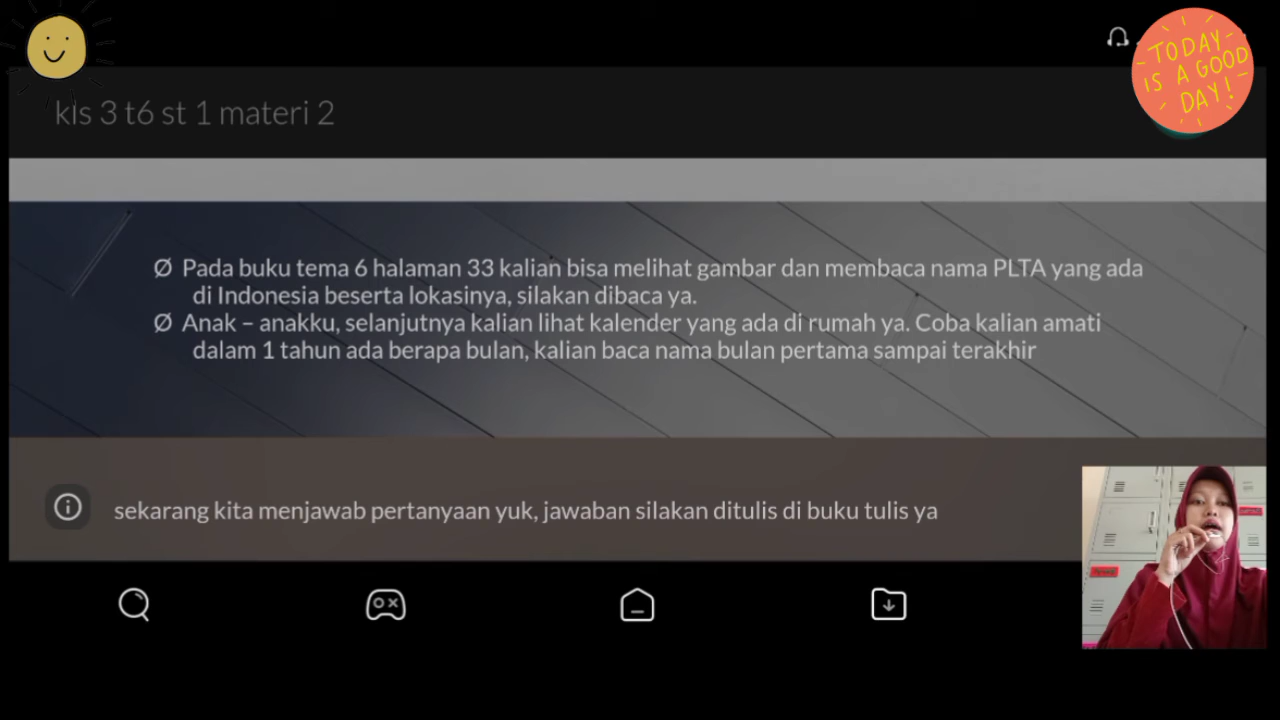 TODAY
IS A GOOD
DAY!
kls 3 t6 st 1 materi 2
Ø Pada buku tema 6 halaman 33 kalian bisa melihat gambar dan membaca nama PLTA yang ada
di Indonesia beserta lokasinya, silakan dibaca ya.
Ø Anak – anakku, selanjutnya kalian lihat kalender yang ada di rumah ya. Coba kalian amati
dalam 1 tahun ada berapa bulan, kalian baca nama bulan pertama sampai terakhir
sekarang kita menjawab pertanyaan yuk, jawaban silakan ditulis di buku tulis ya